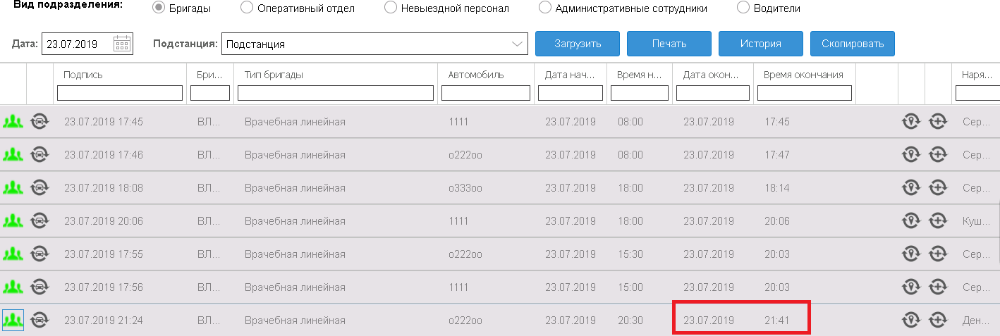 Вид подразделения: Бригады Оперативный отдел Невыездной персонал Административные сотрудники Водители
Дата: 23.07.2019 Подстанция: Подстанция Загрузить Печать История Скопировать
Подпись Бри... Тип бригады Автомобиль Дата нач... Время н... Дата окон... Время окончания Наря...
23.07.2019 17:45 ВЛ... Врачебная линейная 1111 23.07.2019 08:00 23.07.2019 17:45 Сер...
23.07.2019 17:46 ВЛ... Врачебная линейная о222оо 23.07.2019 08:00 23.07.2019 17:47 Сер...
23.07.2019 18:08 ВЛ... Врачебная линейная о333оо 23.07.2019 18:00 23.07.2019 18:14 Сер...
23.07.2019 20:06 ВЛ... Врачебная линейная 1111 23.07.2019 18:00 23.07.2019 20:06 Куш...
23.07.2019 17:55 ВЛ... Врачебная линейная о222оо 23.07.2019 15:30 23.07.2019 20:03 Сер...
23.07.2019 17:56 ВЛ... Врачебная линейная 1111 23.07.2019 15:00 23.07.2019 20:03 Сер...
23.07.2019 21:24 ВЛ... Врачебная линейная о222оо 23.07.2019 20:30 23.07.2019 21:41 Ден...